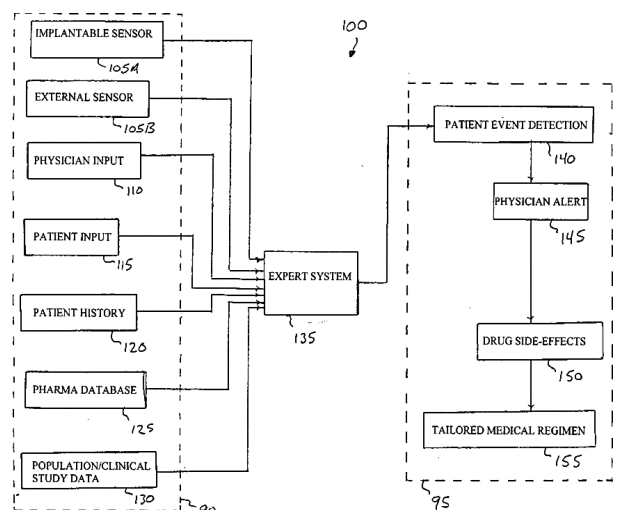 100
IMPLANTABLE SENSOR
105A
EXTERNAL SENSOR
105B
PHYSICIAN INPUT
110
PATIENT INPUT
115
PATIENT HISTORY
120
PHARMA DATABASE
125
POPULATION/CLINICAL
STUDY DATA
130
EXPERT SYSTEM
135
PATIENT EVENT DETECTION
140
PHYSICIAN ALERT
145
DRUG SIDE-EFFECTS
150
TAILORED MEDICAL REGIMEN
155
95